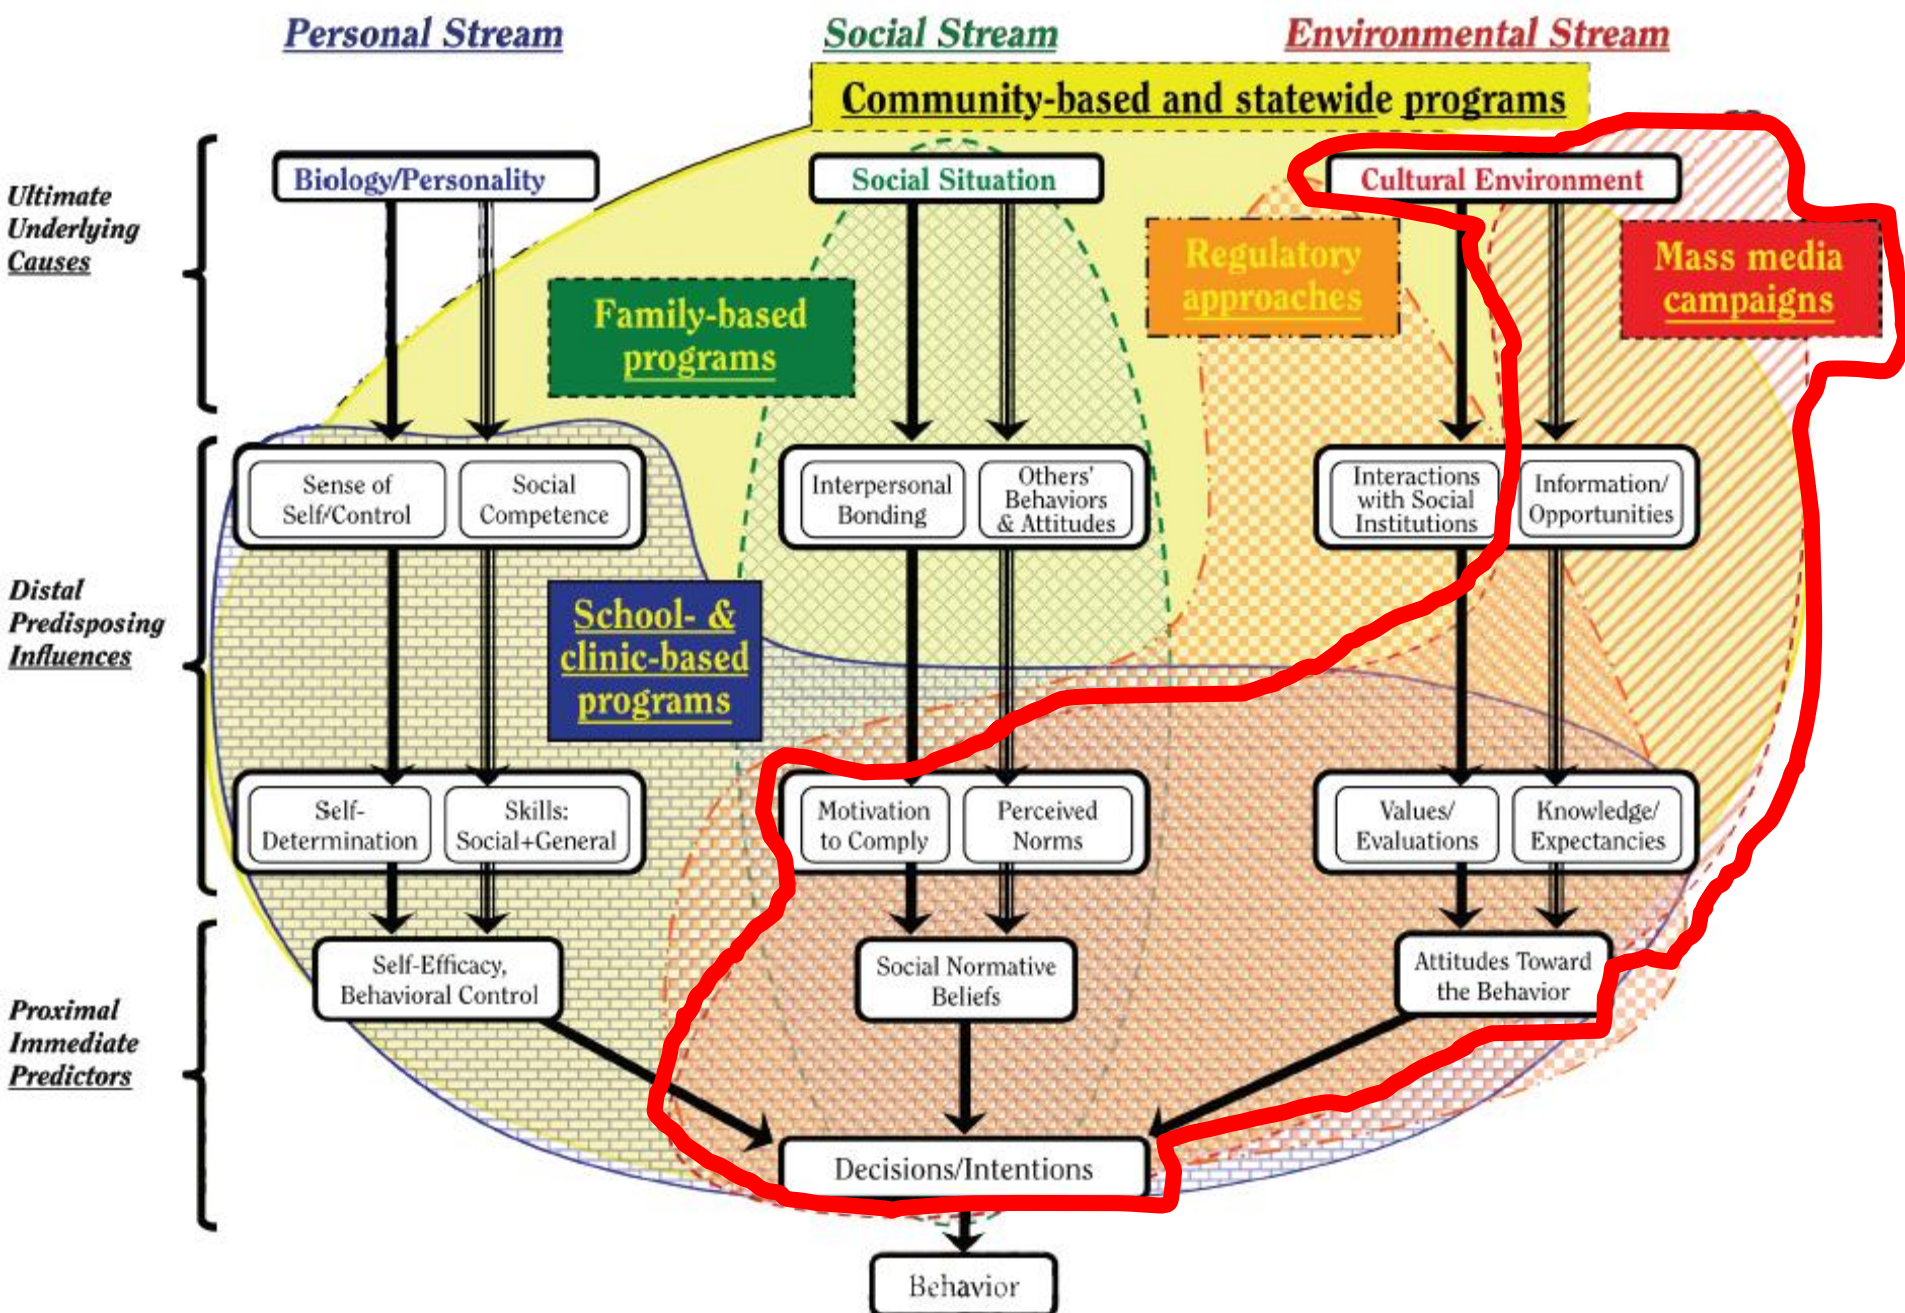 Personal Stream
Social Stream
Environmental Stream
Community-based and statewide programs
Ultimate
Underlying
Causes
Biology/Personality
Social Situation
Cultural Environment
Family-based
programs
Regulatory
approaches
Mass media
campaigns
Distal
Predisposing
Influences
Sense of
Self/Control
Social
Competence
Interpersonal
Bonding
Others'
Behaviors
& Attitudes
Interactions
with Social
Institutions
Information/
Opportunities
School- &
clinic-based
programs
Self-
Determination
Skills:
Social+General
Motivation
to Comply
Perceived
Norms
Values/
Evaluations
Knowledge/
Expectancies
Proximal
Immediate
Predictors
Self-Efficacy,
Behavioral Control
Social Normative
Beliefs
Attitudes Toward
the Behavior
Decisions/Intentions
Behavior